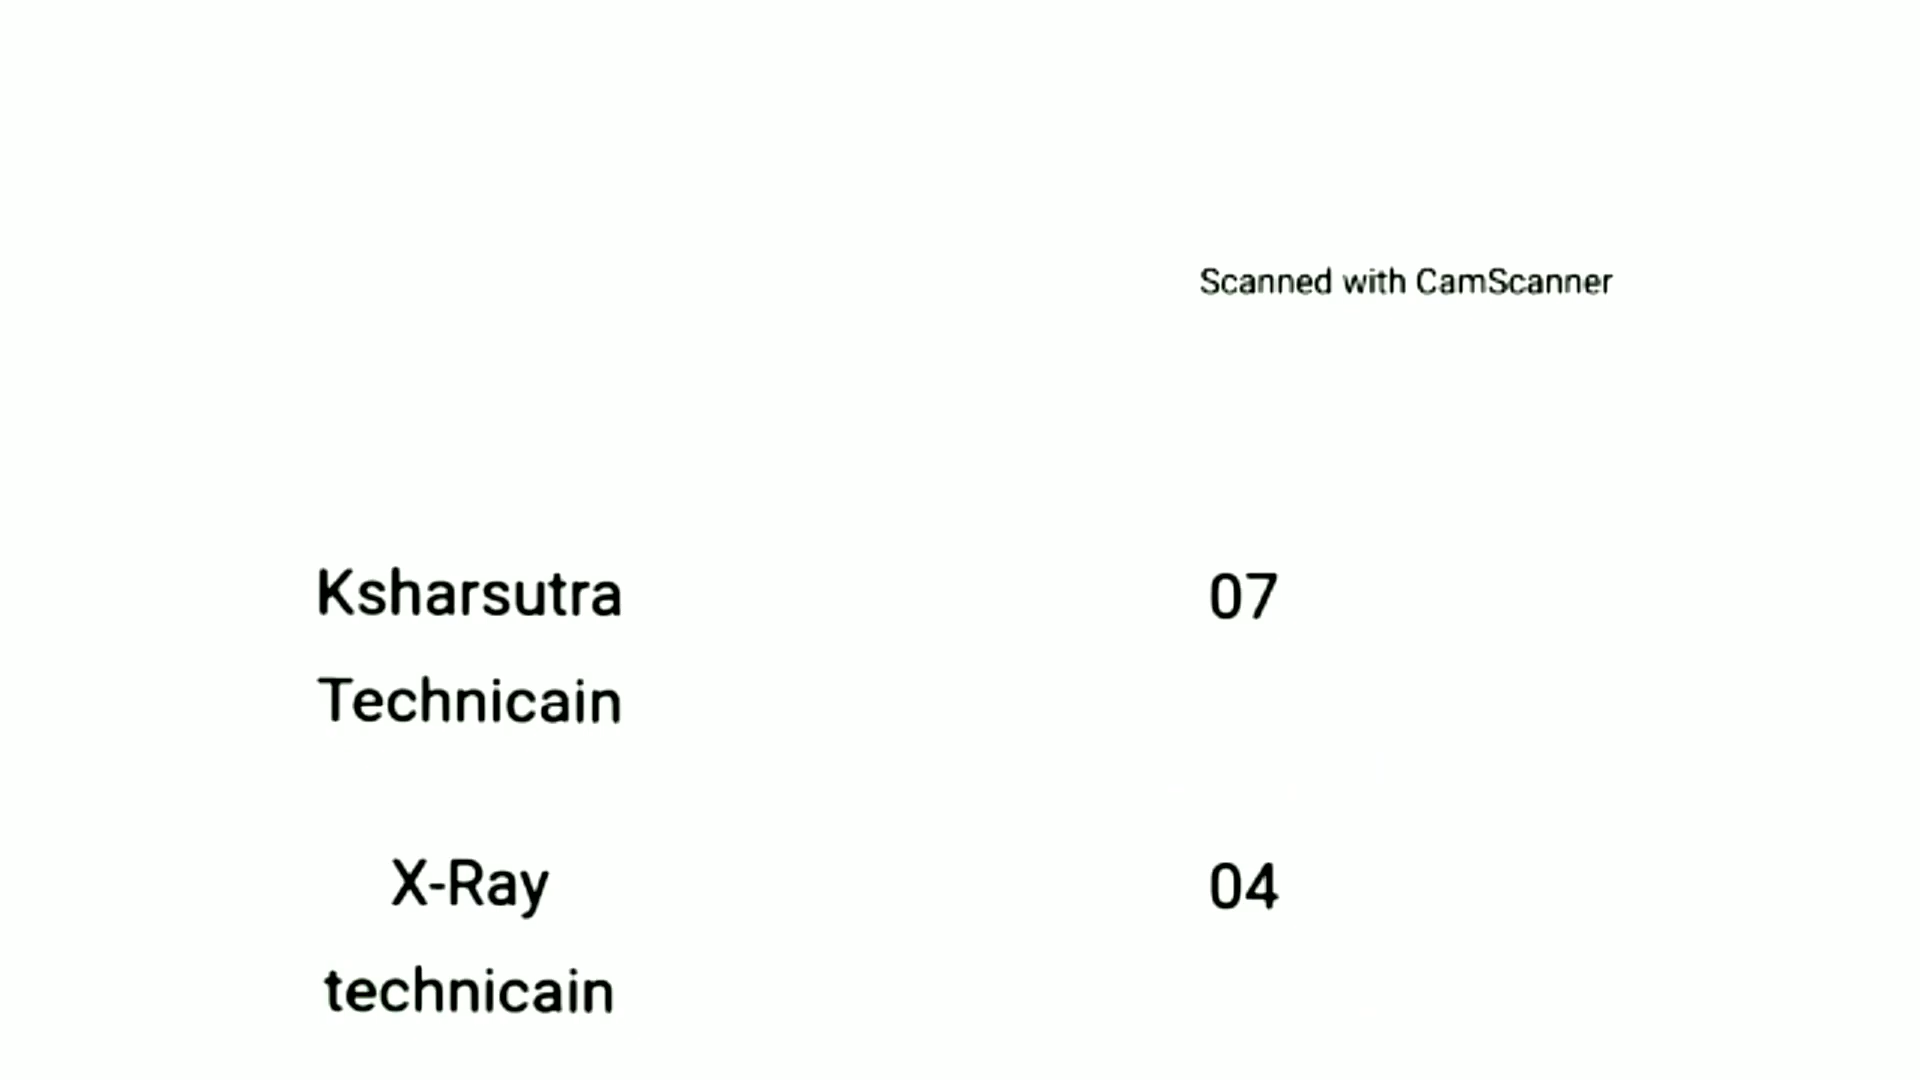 Scanned with CamScanner
Ksharsutra 07
Technicain
X-Ray 04
technicain